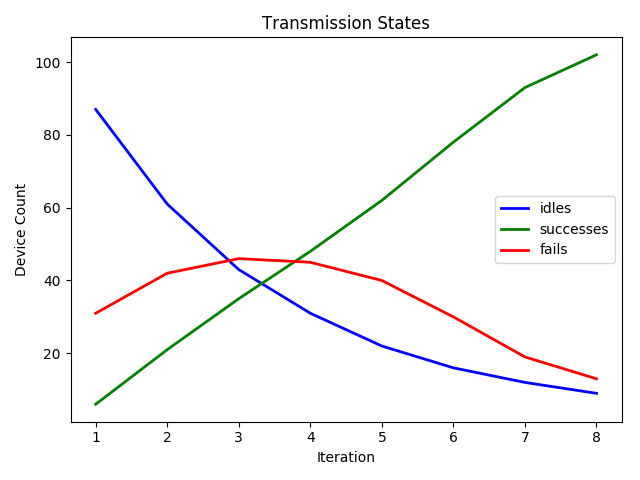 Transmission States
Device Count
100
80
60
40
20
idles
successes
fails
1 2 3 4 5 6 7 8
Iteration